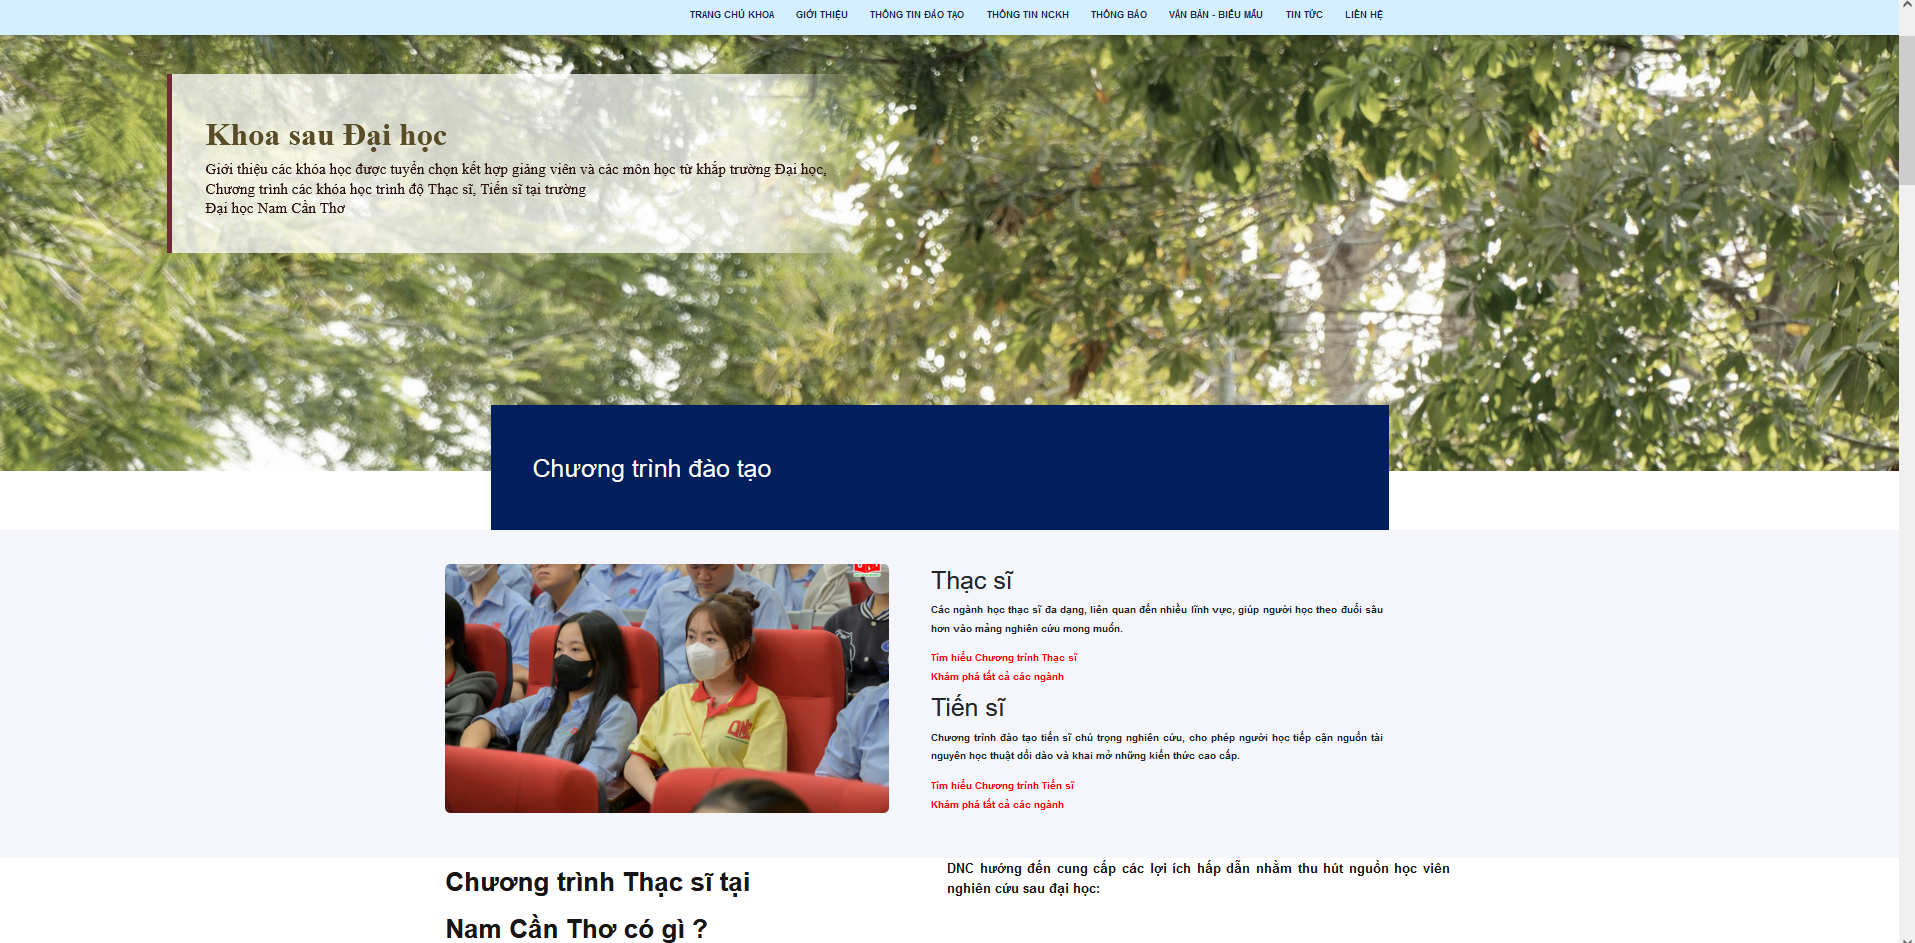 TRANG CHỦ KHOA GIỚI THIỆU THÔNG TIN ĐÀO TẠO THÔNG TIN NCKH THÔNG BÁO VĂN BẢN - BIỂU MẪU TIN TỨC LIÊN HỆ
Khoa sau Đại học
Giới thiệu các khóa học được tuyển chọn kết hợp giảng viên và các môn học từ khắp trường Đại học,
Chương trình các khóa học trình độ Thạc sĩ, Tiến sĩ tại trường
Đại học Nam Cần Thơ
Chương trình đào tạo
Thạc sĩ
Các ngành học thạc sĩ đa dạng, liên quan đến nhiều lĩnh vực, giúp người học theo đuổi sâu
hơn vào mảng nghiên cứu mong muốn.
Tìm hiểu Chương trình Thạc sĩ
Khám phá tất cả các ngành
Tiến sĩ
Chương trình đào tạo tiến sĩ chú trọng nghiên cứu, cho phép người học tiếp cận nguồn tài
nguyên học thuật dồi dào và khai mở những kiến thức cao cấp.
Tìm hiểu Chương trình Tiến sĩ
Khám phá tất cả các ngành
Chương trình Thạc sĩ tại
Nam Cần Thơ có gì ?
DNC hướng đến cung cấp các lợi ích hấp dẫn nhằm thu hút nguồn học viên
nghiên cứu sau đại học: